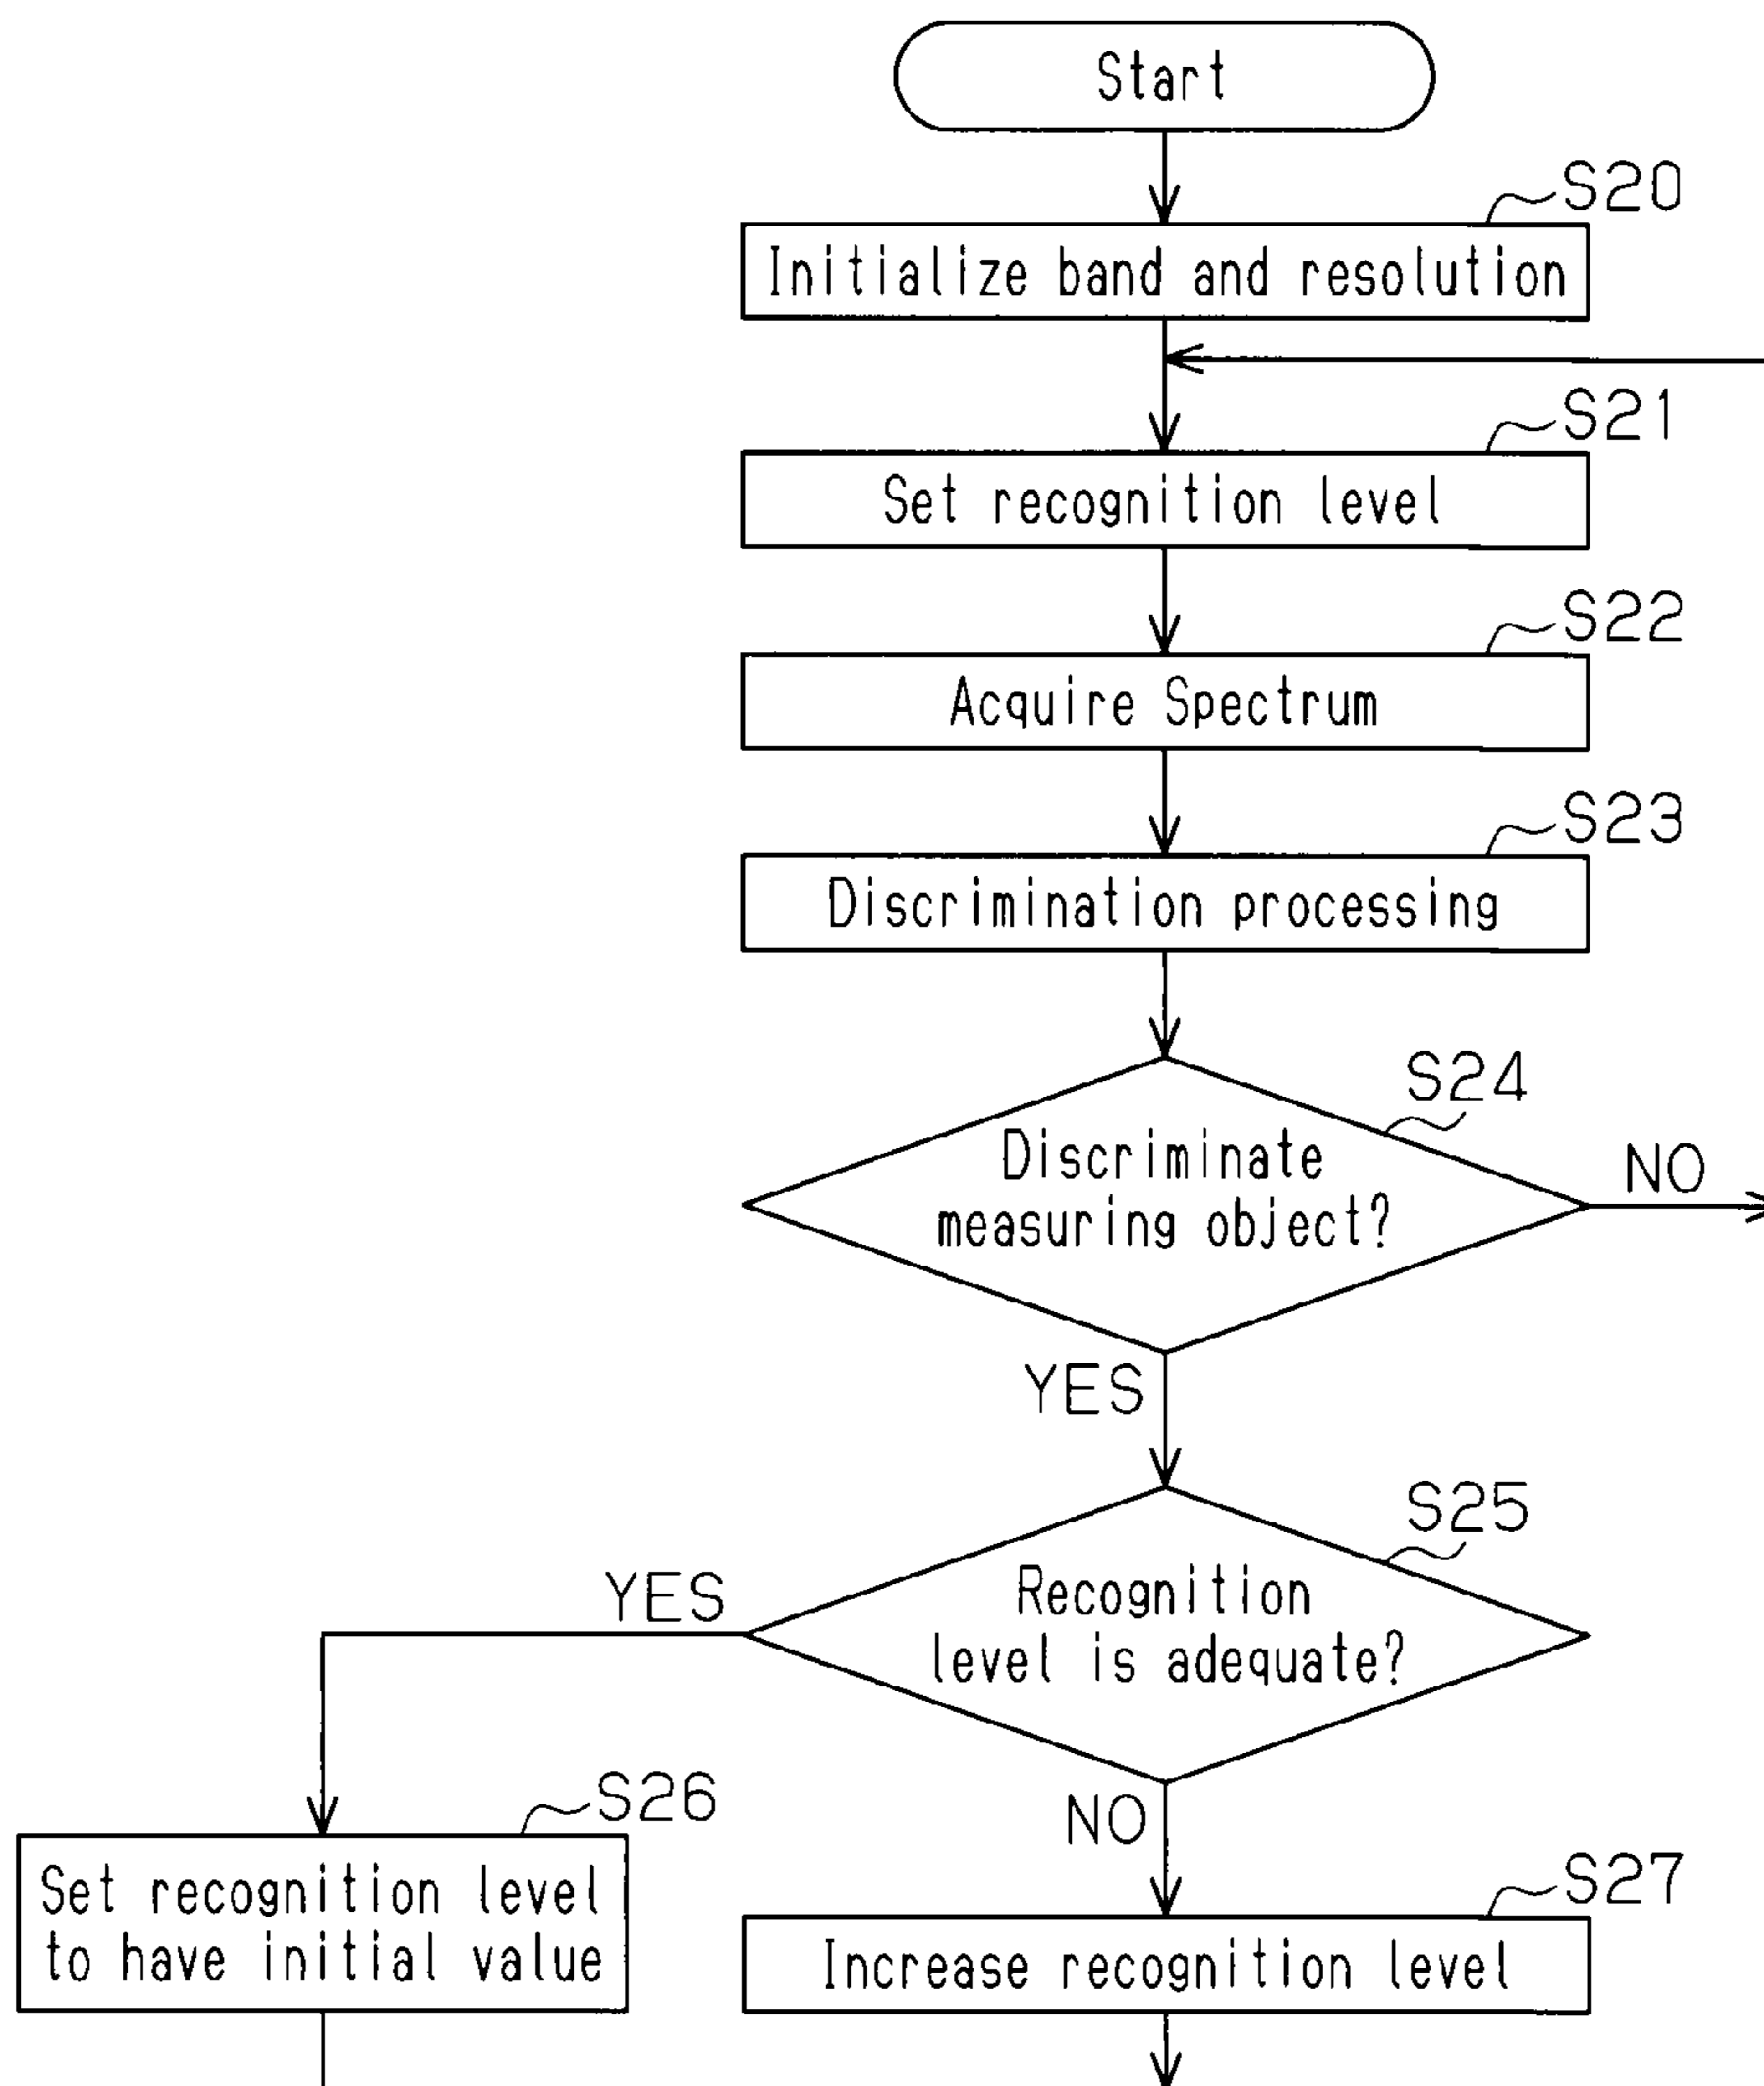 Start
S20
Initialize band and resolution
S21
Set recognition level
S22
Acquire Spectrum
S23
Discrimination processing
S24
Discriminate
measuring object?
NO
YES
S25
Recognition
level is adequate?
YES
NO
S26
Set recognition level
to have initial value
S27
Increase recognition level